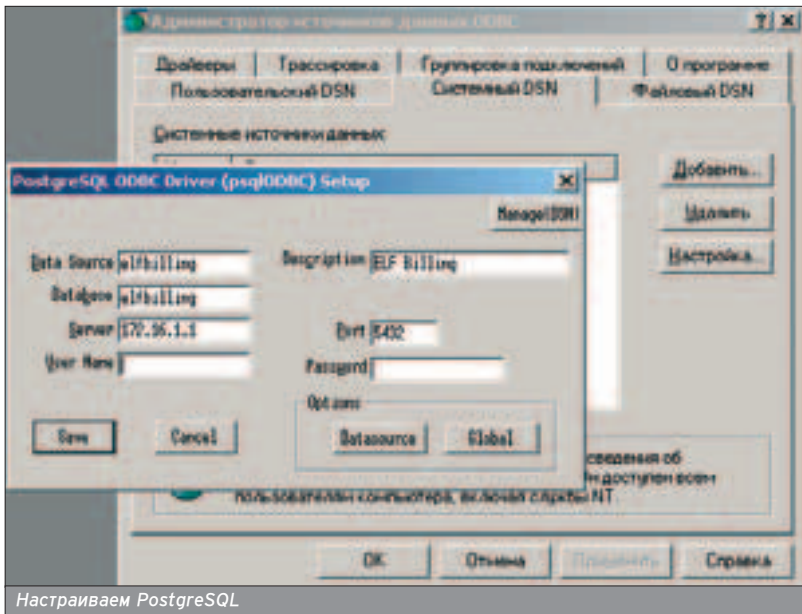 Администратор источников данных ODBC
Драйверы
Трассировка
Группировка подключений
О программе
Пользовательский DSN
Системный DSN
Файловый DSN
Системные источники данных
Добавить...
Удалить
Настройка...
PostgreSQL ODBC Driver (psqlODBC) Setup
Manage(DSN)
Data Source elfbilling
Description ELF Billing
Database elfbilling
Server 172.16.1.1
Port 5432
User Name
Password
Options
Save
Cancel
Datasource
Global
сведения об
доступен всем
пользователям компьютера, включая службы NT.
OK
Отмена
Применить
Справка
Настраиваем PostgreSQL